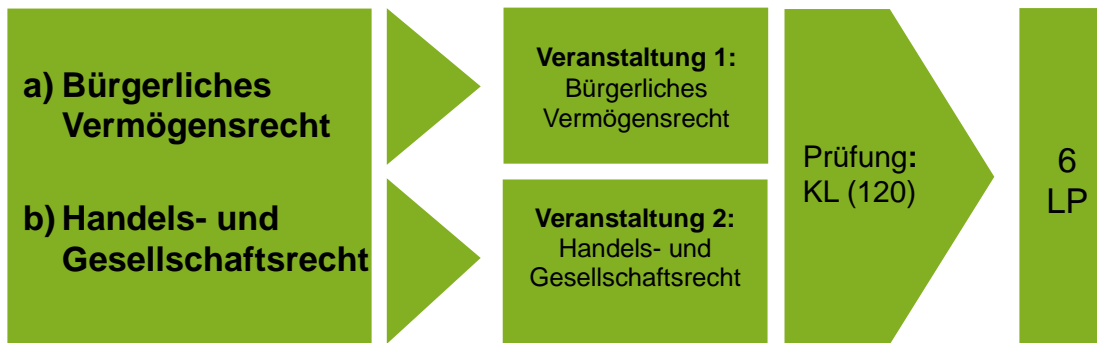 a) Bürgerliches
Vermögensrecht
b) Handels- und
Gesellschaftsrecht
Veranstaltung 1:
Bürgerliches
Vermögensrecht
Veranstaltung 2:
Handels- und
Gesellschaftsrecht
Prüfung:
KL (120)
6
LP